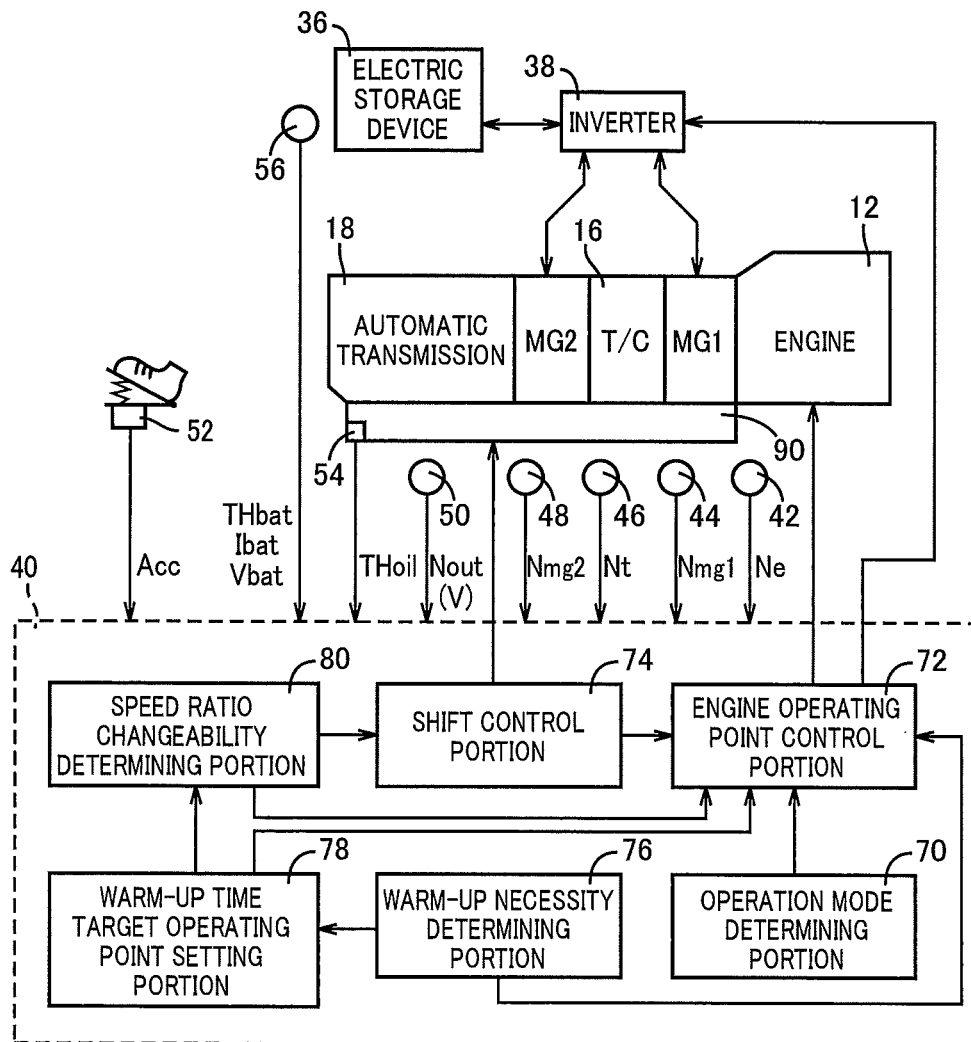 36
ELECTRIC
STORAGE
DEVICE
38
INVERTER
56
18
16
12
AUTOMATIC
TRANSMISSION
MG2
T/C
MG1
ENGINE
52
54
90
50
48
46
44
42
THbat
Ibat
Vbat
Acc
THoil
Nout
(V)
Nmg2
Nt
Nmg1
Ne
40
80
SPEED RATIO
CHANGEABILITY
DETERMINING PORTION
74
SHIFT CONTROL
PORTION
72
ENGINE OPERATING
POINT CONTROL
PORTION
78
WARM-UP TIME
TARGET OPERATING
POINT SETTING
PORTION
76
WARM-UP NECESSITY
DETERMINING
PORTION
70
OPERATION MODE
DETERMINING
PORTION